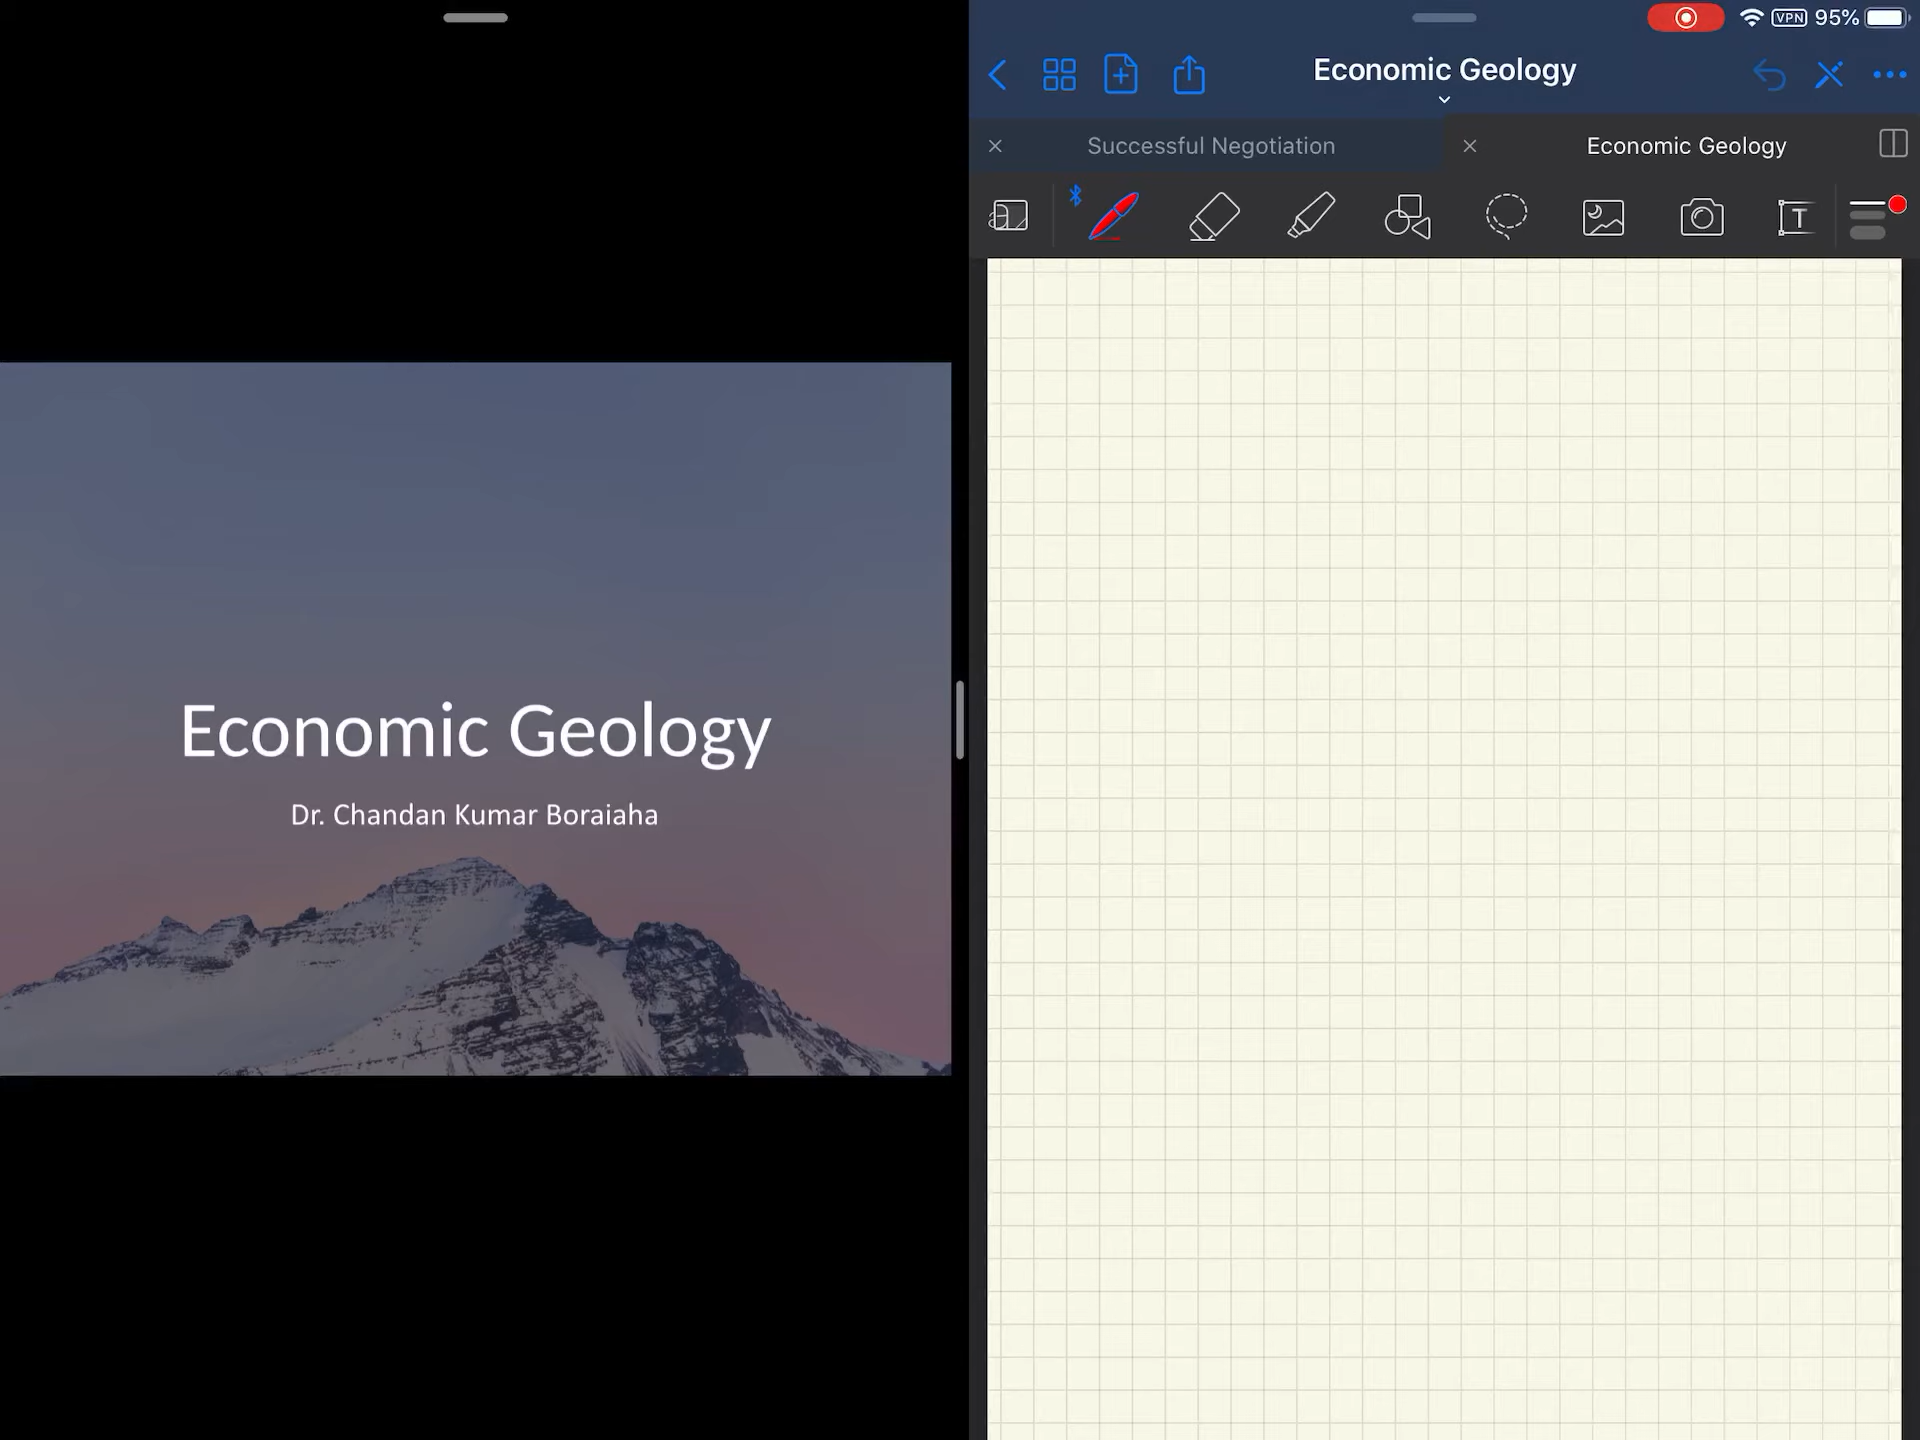 Economic Geology
Dr. Chandan Kumar Boraiaha
VPN 95%
Economic Geology
Successful Negotiation
Economic Geology
a
T